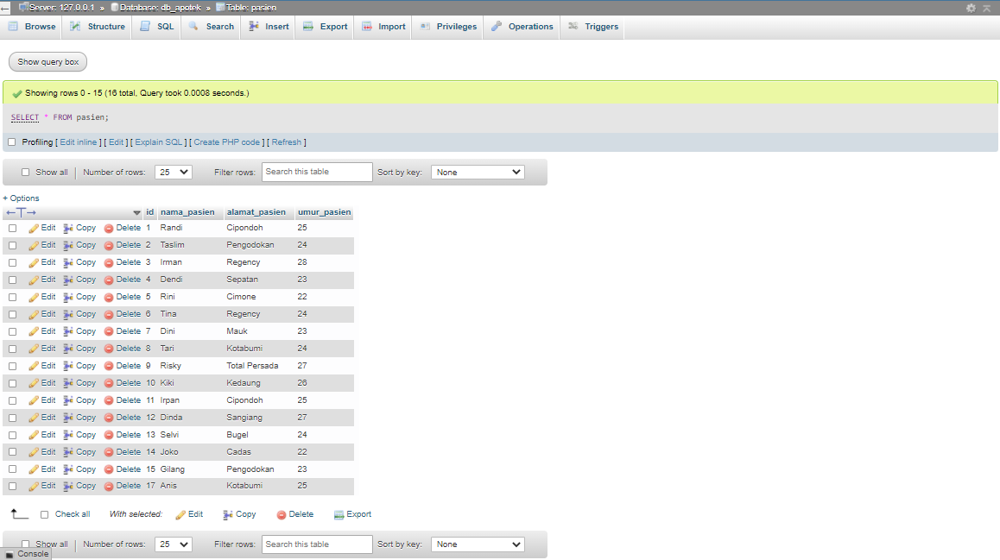 Server: 127.0.0.1 » Database: db_apotek » Table: pasien
Browse Structure SQL Search Insert Export Import Privileges Operations Triggers
Show query box
Showing rows 0 - 15 (16 total, Query took 0.0008 seconds.)
SELECT * FROM pasien;
Profiling [ Edit inline ] [ Edit ] [ Explain SQL ] [ Create PHP code ] [ Refresh ]
Show all Number of rows: 25 Filter rows: Search this table Sort by key: None
+ Options
←T→ id nama_pasien alamat_pasien umur_pasien
Edit Copy Delete 1 Randi Cipondoh 25
Edit Copy Delete 2 Taslim Pengodokan 24
Edit Copy Delete 3 Irman Regency 28
Edit Copy Delete 4 Dendi Sepatan 23
Edit Copy Delete 5 Rini Cimone 22
Edit Copy Delete 6 Tina Regency 24
Edit Copy Delete 7 Dini Mauk 23
Edit Copy Delete 8 Tari Kotabumi 24
Edit Copy Delete 9 Risky Total Persada 27
Edit Copy Delete 10 Kiki Kedaung 26
Edit Copy Delete 11 Irpan Cipondoh 25
Edit Copy Delete 12 Dinda Sangiang 27
Edit Copy Delete 13 Selvi Bugel 24
Edit Copy Delete 14 Joko Cadas 22
Edit Copy Delete 15 Gilang Pengodokan 23
Edit Copy Delete 17 Anis Kotabumi 25
Check all With selected: Edit Copy Delete Export
Show all Number of rows: 25 Filter rows: Search this table Sort by key: None
Console